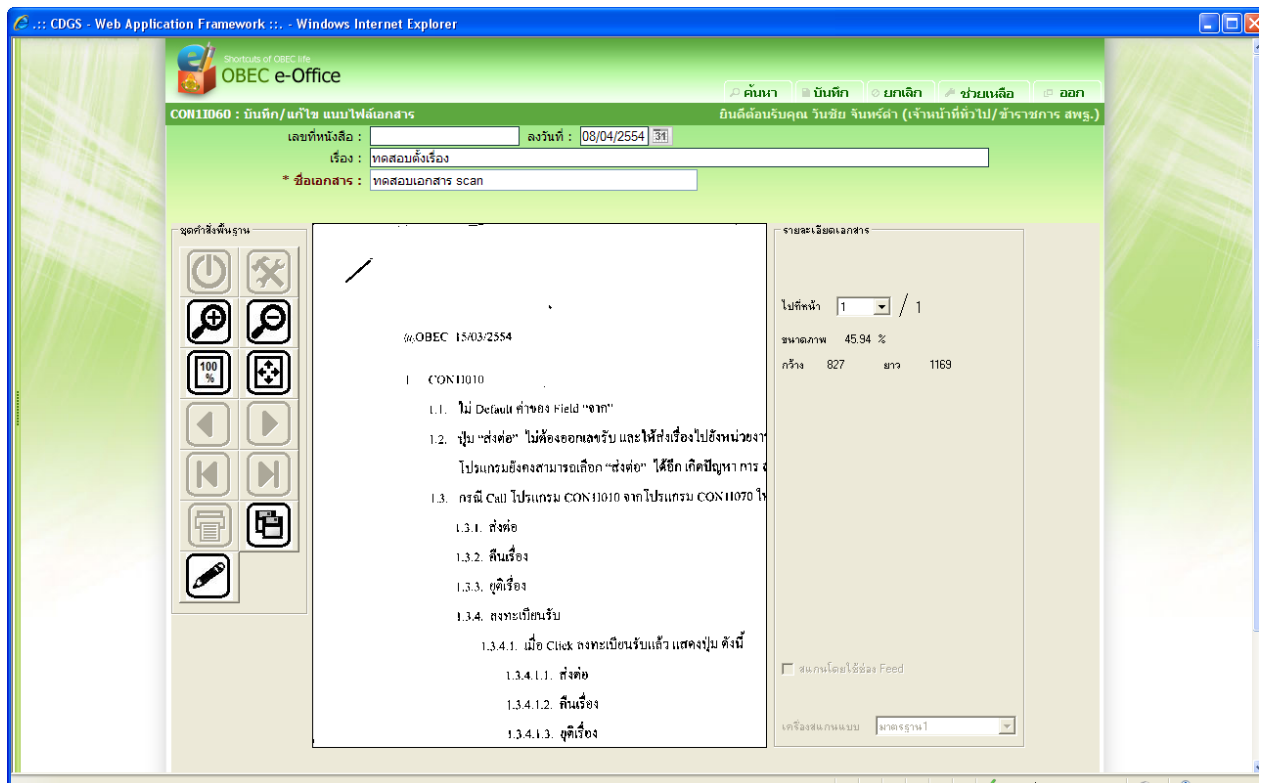 .:: CDGS - Web Application Framework ::. - Windows Internet Explorer
Shortcuts of OBEC life
OBEC e-Office
ค้นหา บันทึก ยกเลิก ช่วยเหลือ ออก
CON1I060 : บันทึก/แก้ไข แนบไฟล์เอกสาร ยินดีต้อนรับคุณ วันชัย จันทร์ดำ (เจ้าหน้าที่ทั่วไป/ข้าราชการ สพฐ.)
เลขที่หนังสือ : ลงวันที่ : 08/04/2554 31
เรื่อง : ทดสอบตั้งเรื่อง
* ชื่อเอกสาร : ทดสอบเอกสาร scan
ชุดคำสั่งพื้นฐาน
100 %
OBEC 15/03/2554
1 CON1I010
1.1. ไม่ Default ค่าของ Field “จาก”
1.2. ปุ่ม “ส่งต่อ” ไม่ต้องออกเลขรับ และให้ส่งเรื่องไปยังหน่วยงา
โปรแกรมยังคงสามารถเลือก “ส่งต่อ” ได้อีก เกิดปัญหา การ
1.3. กรณี Call โปรแกรม CON1I010 จากโปรแกรม CON1I070 ให
1.3.1. ส่งต่อ
1.3.2. คืนเรื่อง
1.3.3. ยุติเรื่อง
1.3.4. ลงทะเบียนรับ
1.3.4.1. เมื่อ Click ลงทะเบียนรับแล้ว แสดงปุ่ม ดังนี้
1.3.4.1.1. ส่งต่อ
1.3.4.1.2. คืนเรื่อง
1.3.4.1.3. ยุติเรื่อง
รายละเอียดเอกสาร
ไปที่หน้า 1 / 1
ขนาดภาพ 45.94 %
กว้าง 827 ยาว 1169
สแกนโดยใช้ช่อง Feed
เครื่องสแกนแบบ มาตรฐาน1